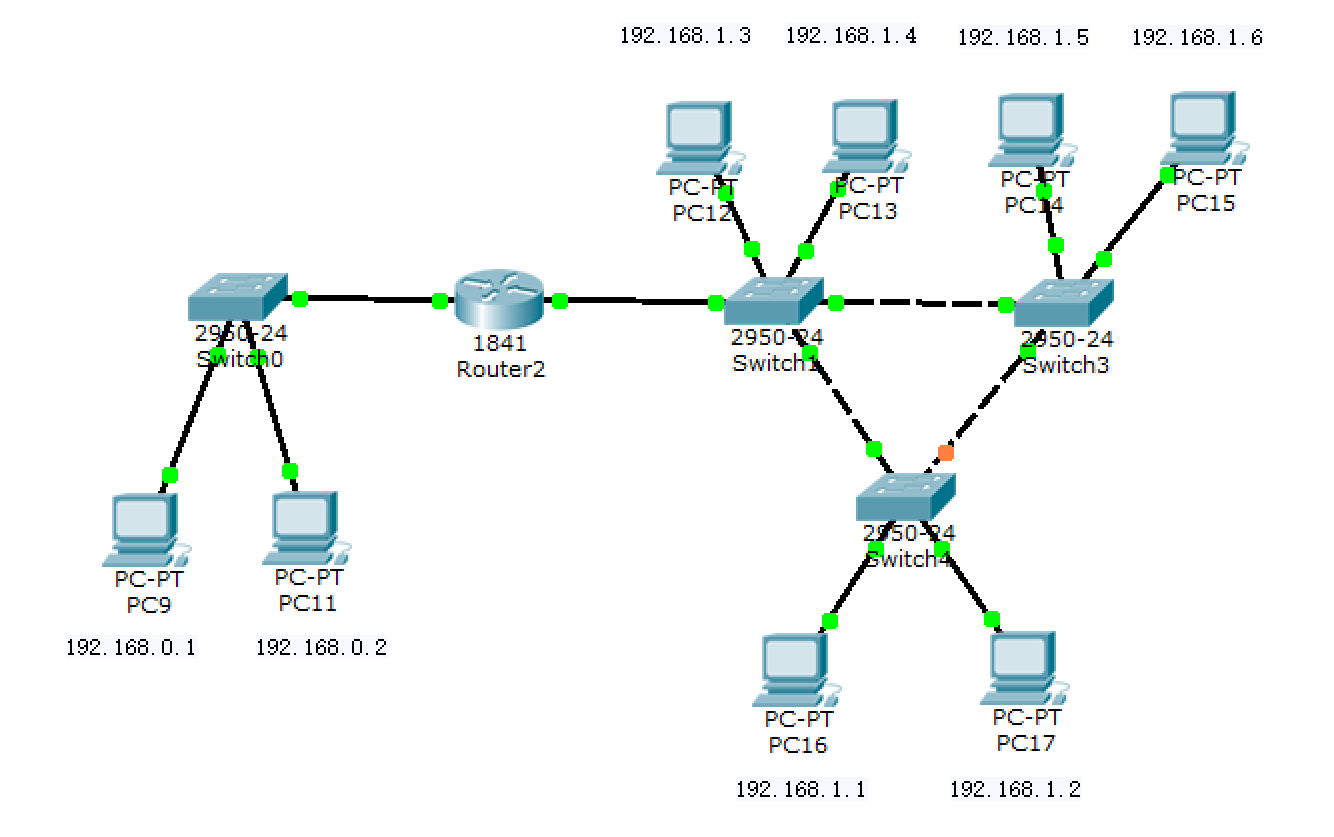 192.168.1.3 192.168.1.4 192.168.1.5 192.168.1.6
PC-PT
PC12
PC-PT
PC13
PC-PT
PC14
PC-PT
PC15
2950-24
Switch0
1841
Router2
2950-24
Switch1
2950-24
Switch3
2950-24
Switch4
PC-PT
PC9
PC-PT
PC11
192.168.0.1 192.168.0.2
PC-PT
PC16
PC-PT
PC17
192.168.1.1 192.168.1.2